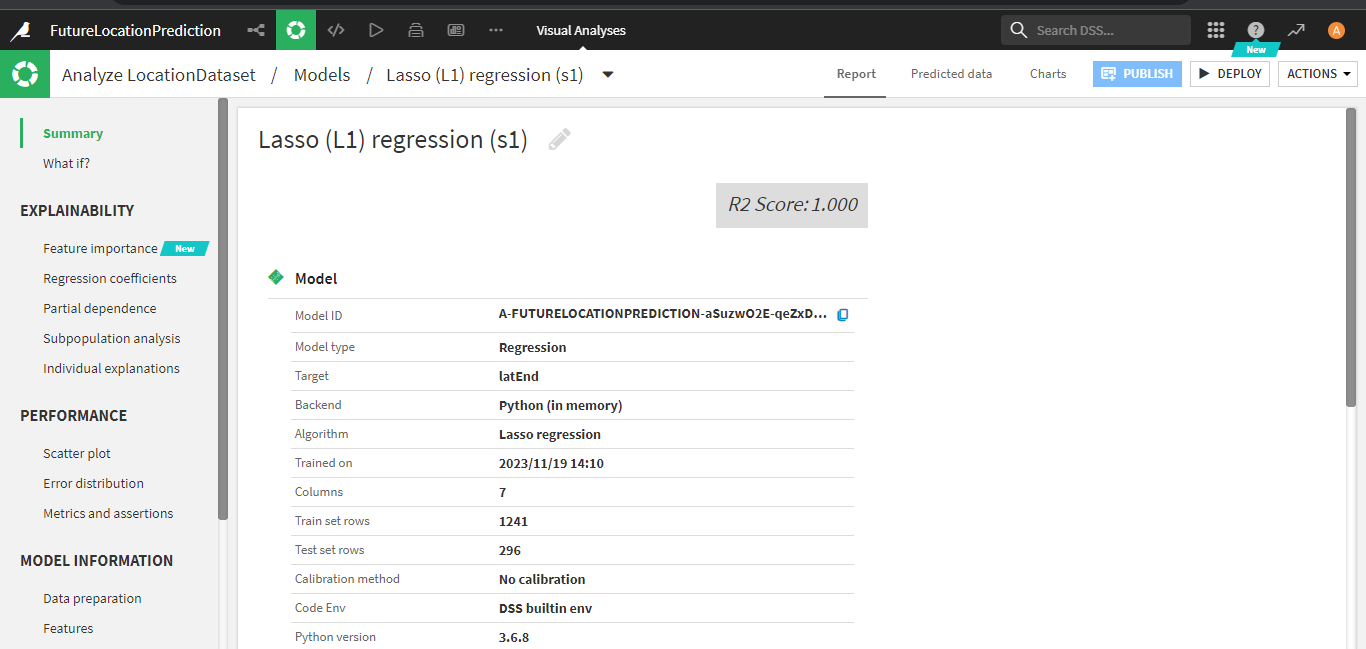 FutureLocationPrediction
Visual Analyses
Search DSS...
?
A
New
Analyze LocationDataset / Models / Lasso (L1) regression (s1)
Report
Predicted data
Charts
PUBLISH
DEPLOY
ACTIONS
Summary
What if?
EXPLAINABILITY
Feature importance New
Regression coefficients
Partial dependence
Subpopulation analysis
Individual explanations
PERFORMANCE
Scatter plot
Error distribution
Metrics and assertions
MODEL INFORMATION
Data preparation
Features
Lasso (L1) regression (s1)
R2 Score: 1.000
Model
Model ID A-FUTURELOCATIONPREDICTION-aSuzwO2E-qeZxD...
Model type Regression
Target latEnd
Backend Python (in memory)
Algorithm Lasso regression
Trained on 2023/11/19 14:10
Columns 7
Train set rows 1241
Test set rows 296
Calibration method No calibration
Code Env DSS builtin env
Python version 3.6.8